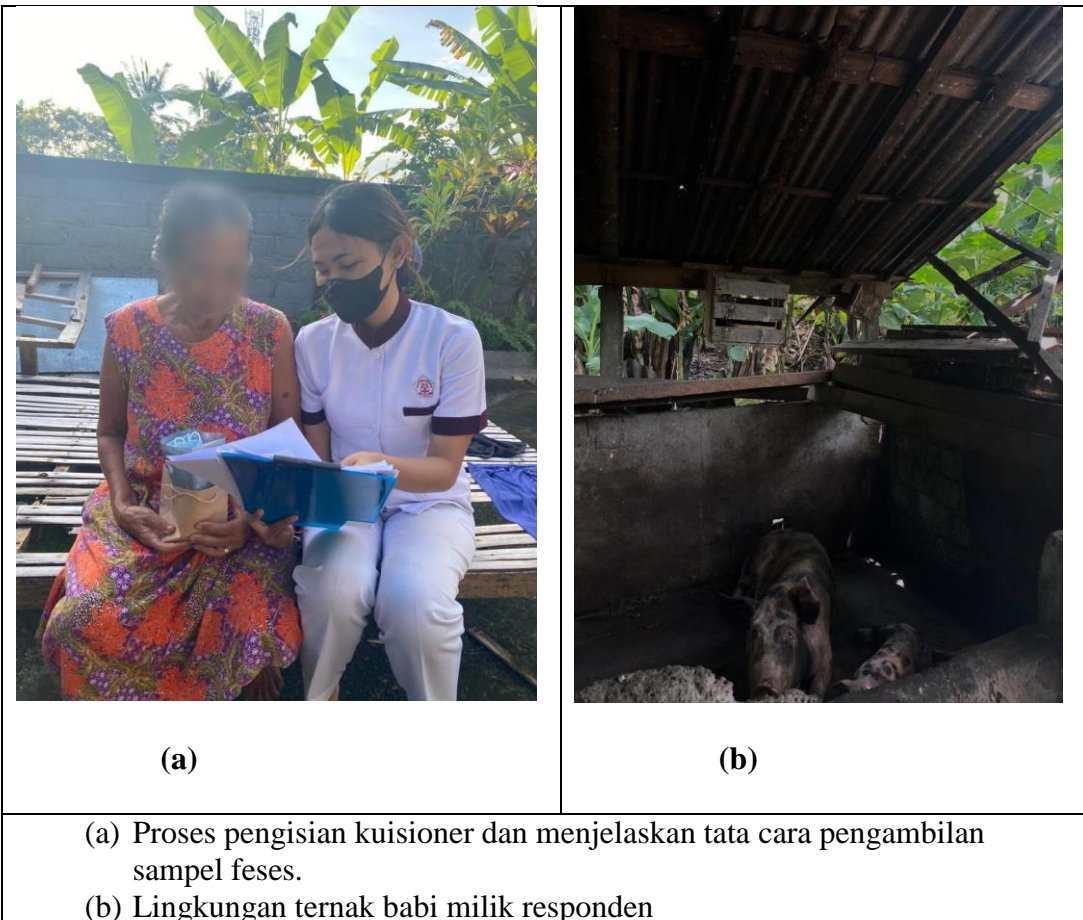 (a)
(b)
(a) Proses pengisian kuisioner dan menjelaskan tata cara pengambilan
sampel feses.
(b) Lingkungan ternak babi milik responden